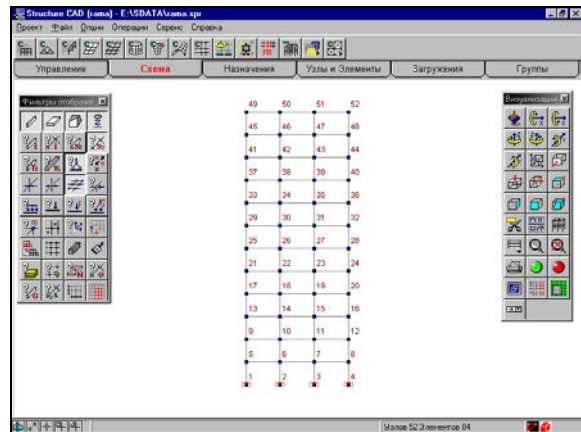 Structure CAD (rama) - E:\SDATA\rama.spr
Проект Файл Опции Операции Сервис Справка
Управление Схема Назначения Узлы и Элементы Загружения Группы
Фильтры отображе Визуализация
49 50 51 52
45 46 47 48
41 42 43 44
37 38 39 40
33 34 35 36
29 30 31 32
25 26 27 28
21 22 23 24
17 18 19 20
13 14 15 16
9 10 11 12
5 6 7 8
1 2 3 4
Узлов 52 Элементов 84